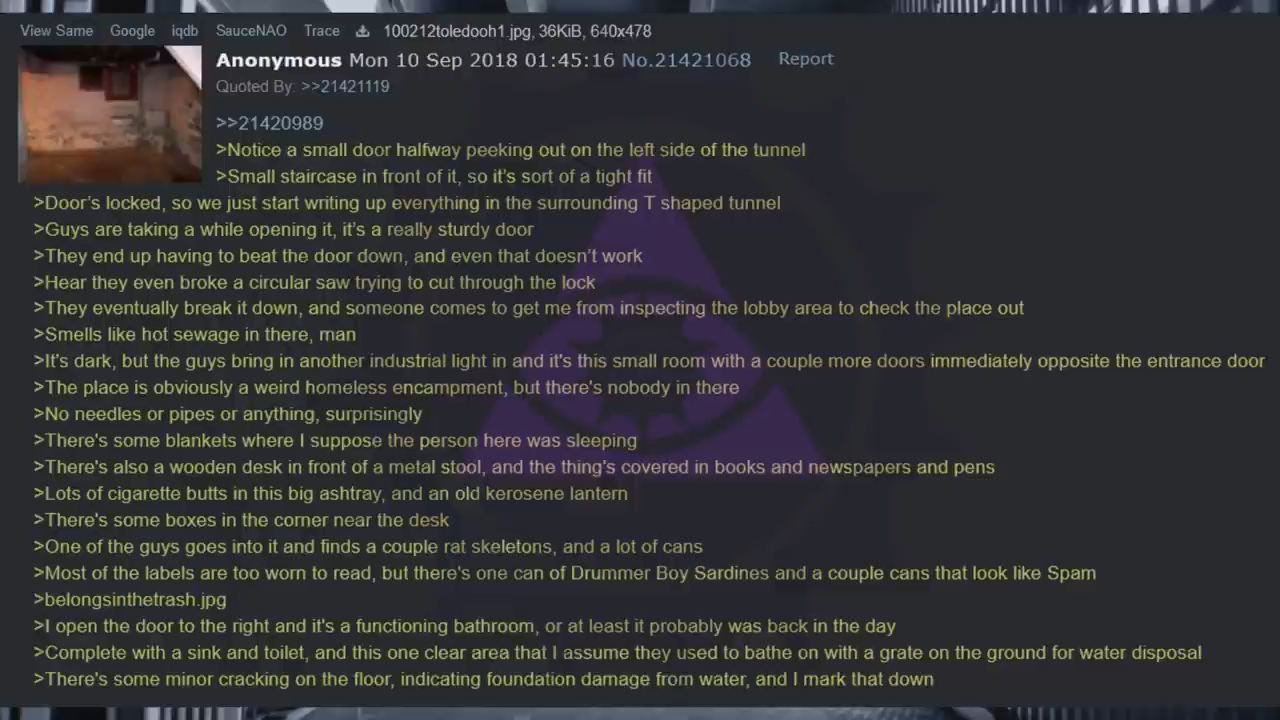 View Same Google iqdb SauceNAO Trace 100212toledooh1.jpg, 36KiB, 640x478
Anonymous Mon 10 Sep 2018 01:45:16 No.21421068 Report
Quoted By: >>21421119
>>21420989
>Notice a small door halfway peeking out on the left side of the tunnel
>Small staircase in front of it, so it's sort of a tight fit
>Door's locked, so we just start writing up everything in the surrounding T shaped tunnel
>Guys are taking a while opening it, it's a really sturdy door
>They end up having to beat the door down, and even that doesn't work
>Hear they even broke a circular saw trying to cut through the lock
>They eventually break it down, and someone comes to get me from inspecting the lobby area to check the place out
>Smells like hot sewage in there, man
>It's dark, but the guys bring in another industrial light in and it's this small room with a couple more doors immediately opposite the entrance door
>The place is obviously a weird homeless encampment, but there's nobody in there
>No needles or pipes or anything, surprisingly
>There's some blankets where I suppose the person here was sleeping
>There's also a wooden desk in front of a metal stool, and the thing's covered in books and newspapers and pens
>Lots of cigarette butts in this big ashtray, and an old kerosene lantern
>There's some boxes in the corner near the desk
>One of the guys goes into it and finds a couple rat skeletons, and a lot of cans
>Most of the labels are too worn to read, but there's one can of Drummer Boy Sardines and a couple cans that look like Spam
>belongsinthetrash.jpg
>I open the door to the right and it's a functioning bathroom, or at least it probably was back in the day
>Complete with a sink and toilet, and this one clear area that I assume they used to bathe on with a grate on the ground for water disposal
>There's some minor cracking on the floor, indicating foundation damage from water, and I mark that down